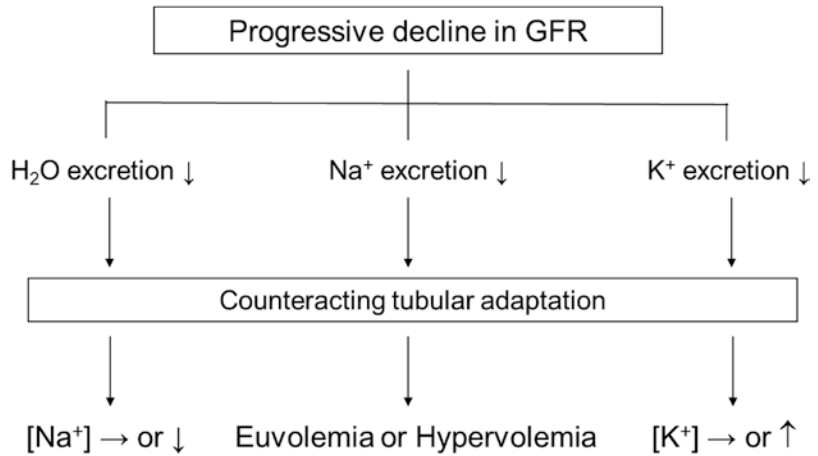 Progressive decline in GFR
H₂O excretion ↓ Na⁺ excretion ↓ K⁺ excretion ↓
Counteracting tubular adaptation
[Na⁺] → or ↓ Euvolemia or Hypervolemia [K⁺] → or ↑